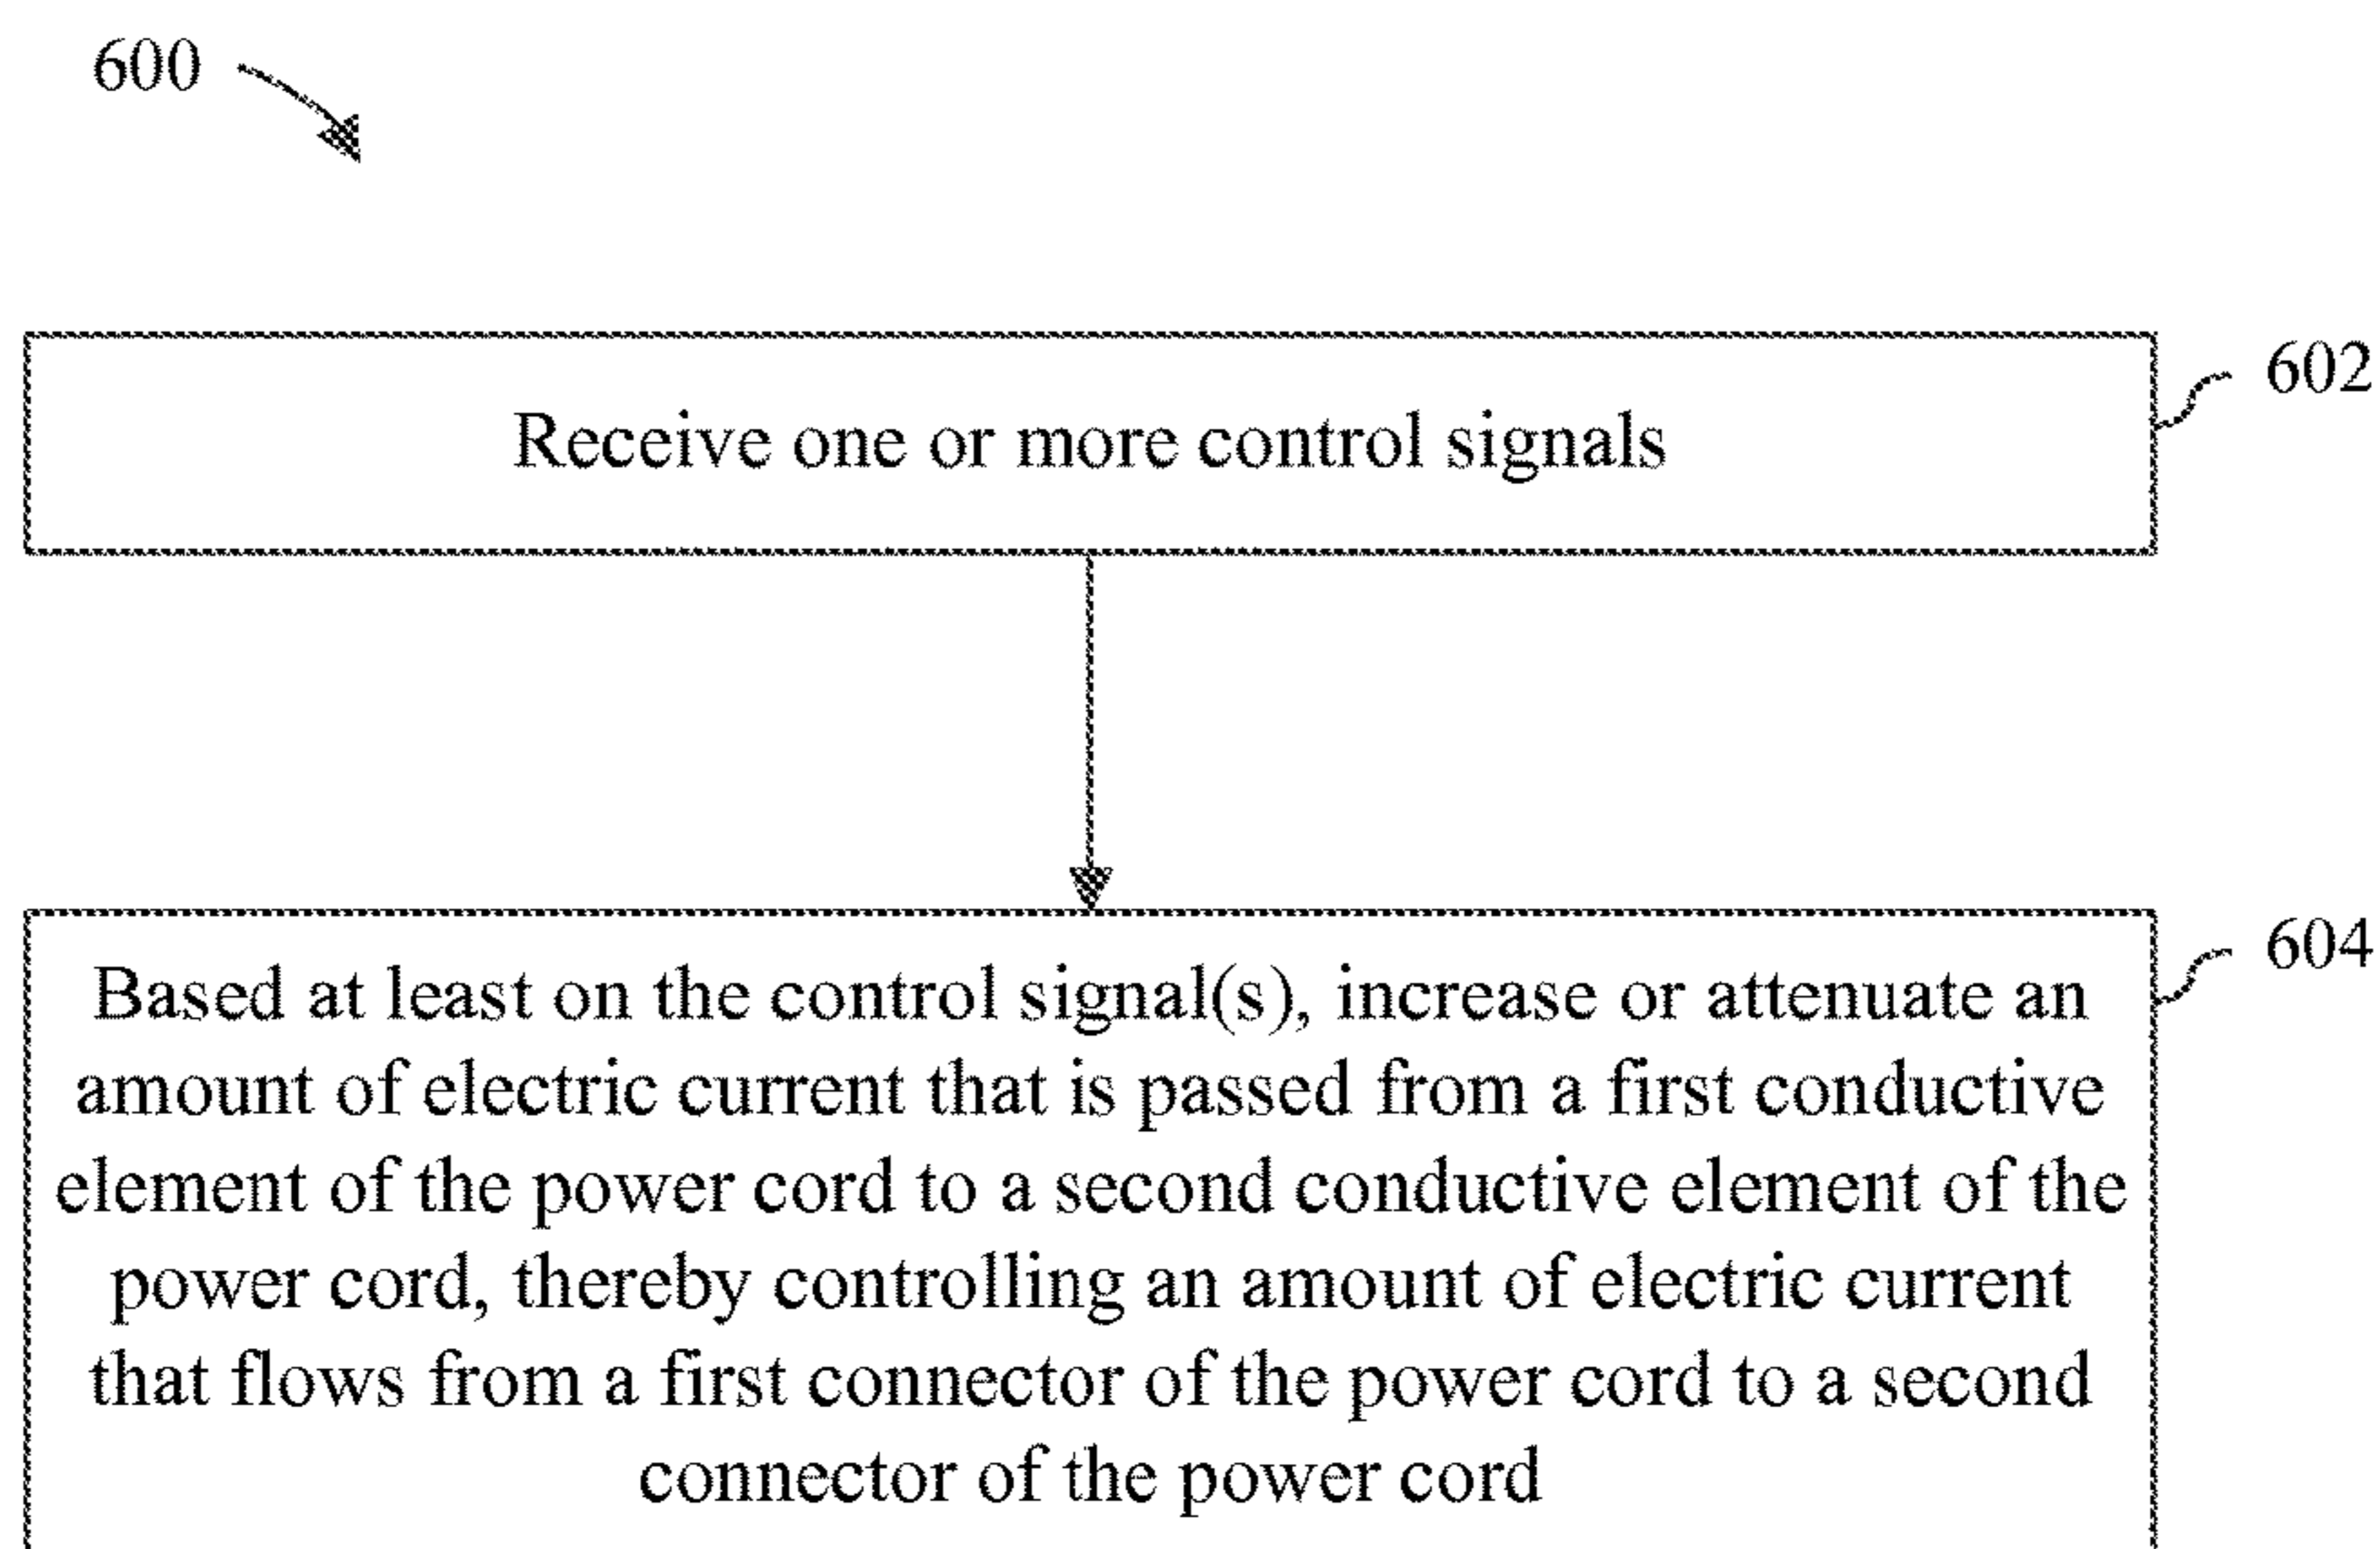 600
602
Receive one or more control signals
604
Based at least on the control signal(s), increase or attenuate an
amount of electric current that is passed from a first conductive
element of the power cord to a second conductive element of the
power cord, thereby controlling an amount of electric current
that flows from a first connector of the power cord to a second
connector of the power cord